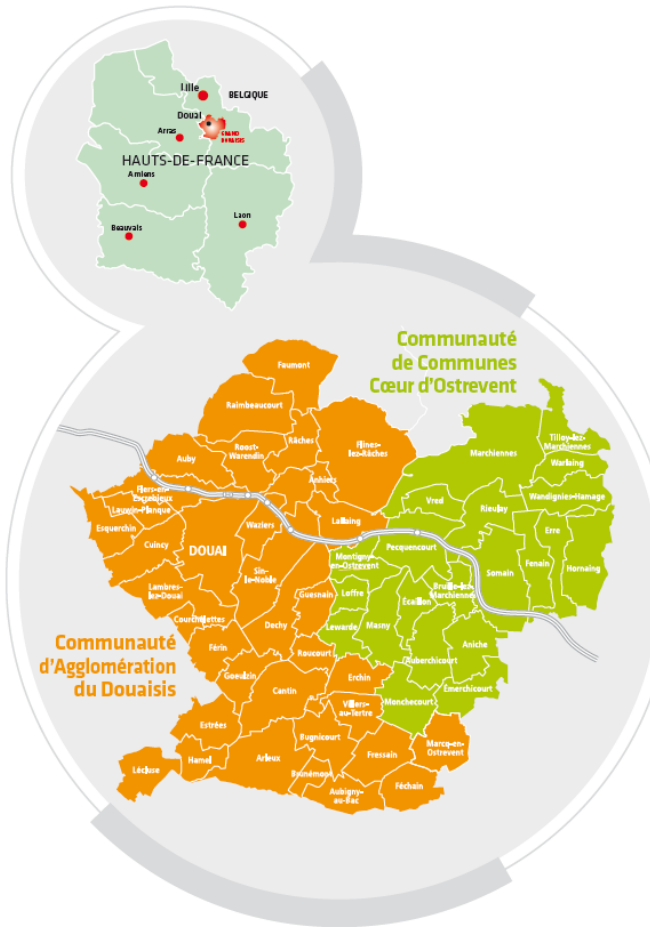 Lille
BELGIQUE
Douai
GRAND
DOUAISIS
Arras
HAUTS-DE-FRANCE
Amiens
Laon
Beauvais
Communauté
de Communes
Cœur d'Ostrevent
Faumont
Raimbeaucourt
Râches
Flines-
lez-Râches
Roost-
Warendin
Auby
Anhiers
Flers-en-
Escrebieux
Lauwin-Planque
Esquerchin
Cuincy
DOUAI
Waziers
Lallaing
Sin-
le-Noble
Lambres-
lez-Douai
Courchelettes
Guesnain
Dechy
Férin
Roucourt
Goeulzin
Cantin
Erchin
Villers-
au-Tertre
Estrées
Bugnicourt
Hamel
Arleux
Fressain
Marcq-en-
Ostrevent
Lécluse
Brunémont
Aubigny-
au-Bac
Féchain
Tilloy-lez-
Marchiennes
Marchiennes
Warlaing
Wandignies-Hamage
Vred
Rieulay
Erre
Pecquencourt
Montigny-
en-Ostrevent
Somain
Fenain
Hornaing
Bruille-lez-
Marchiennes
Loffre
Écaillon
Lewarde
Masny
Aniche
Auberchicourt
Émerchicourt
Monchecourt
Communauté
d'Agglomération
du Douaisis